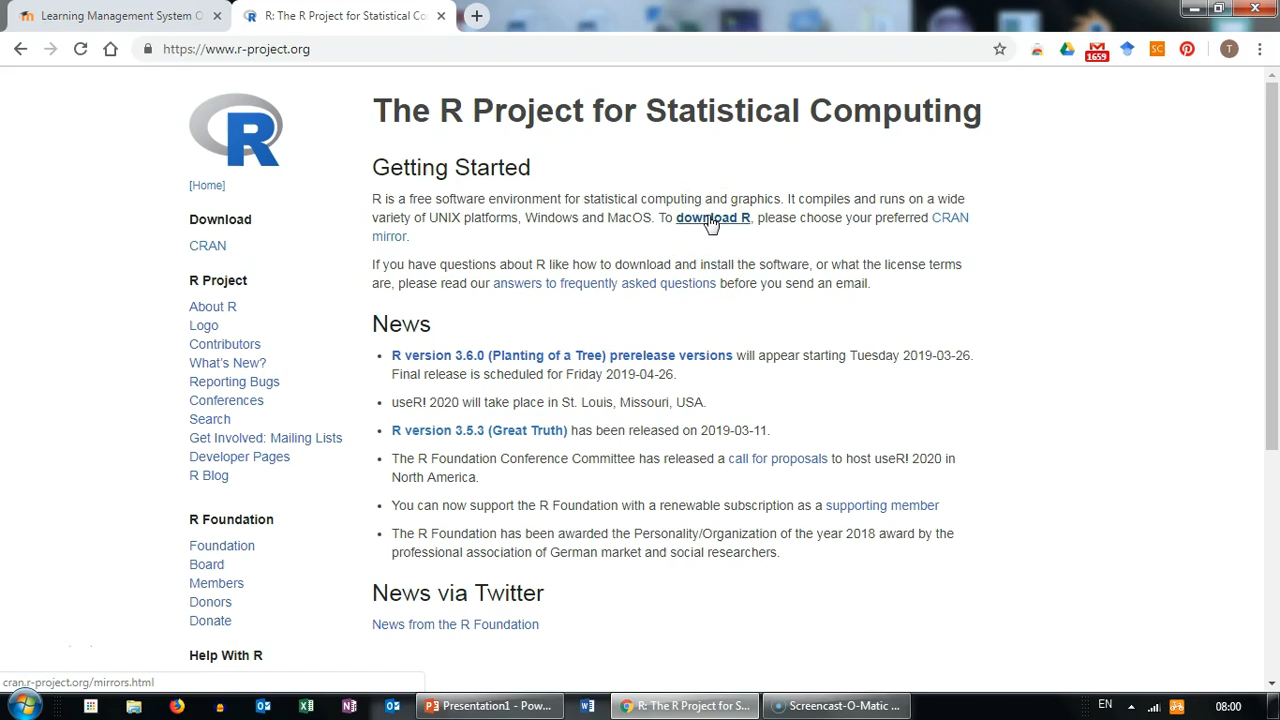 Learning Management System O
R: The R Project for Statistical Co
https://www.r-project.org
1659
SC
T
R
[Home]
Download
CRAN
R Project
About R
Logo
Contributors
What's New?
Reporting Bugs
Conferences
Search
Get Involved: Mailing Lists
Developer Pages
R Blog
R Foundation
Foundation
Board
Members
Donors
Donate
Help With R
The R Project for Statistical Computing
Getting Started
R is a free software environment for statistical computing and graphics. It compiles and runs on a wide
variety of UNIX platforms, Windows and MacOS. To download R, please choose your preferred CRAN
mirror.
If you have questions about R like how to download and install the software, or what the license terms
are, please read our answers to frequently asked questions before you send an email.
News
• R version 3.6.0 (Planting of a Tree) prerelease versions will appear starting Tuesday 2019-03-26.
Final release is scheduled for Friday 2019-04-26.
• useR! 2020 will take place in St. Louis, Missouri, USA.
• R version 3.5.3 (Great Truth) has been released on 2019-03-11.
• The R Foundation Conference Committee has released a call for proposals to host useR! 2020 in
North America.
• You can now support the R Foundation with a renewable subscription as a supporting member
• The R Foundation has been awarded the Personality/Organization of the year 2018 award by the
professional association of German market and social researchers.
News via Twitter
News from the R Foundation
cran.r-project.org/mirrors.html
Presentation1 - Pow...
R: The R Project for S...
Screencast-O-Matic ...
EN
08:00